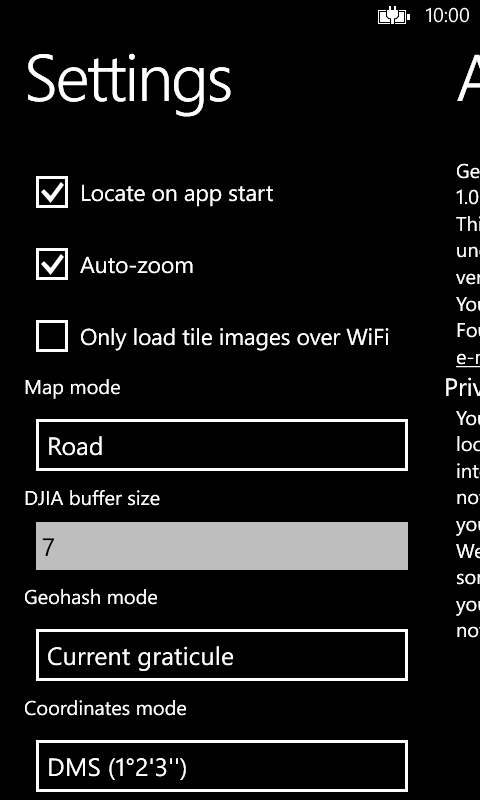 10:00
Settings
Locate on app start
Auto-zoom
Only load tile images over WiFi
Map mode
Road
DJIA buffer size
7
Geohash mode
Current graticule
Coordinates mode
DMS (1°2'3'')
A
Ge
1.0
Thi
un
ver
You
Fou
Priv
You
loc
int
no
you
We
sor
you
no